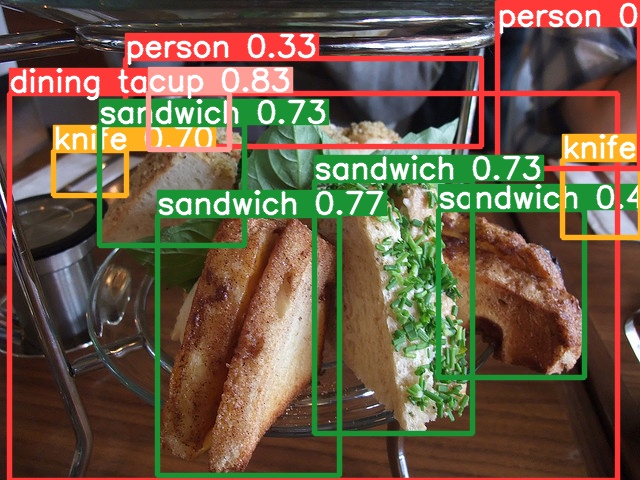 person 0
person 0.33
dining ta
cup 0.83
sandwich 0.73
knife 0.70
knife
sandwich 0.73
sandwich 0.77
sandwich 0.4